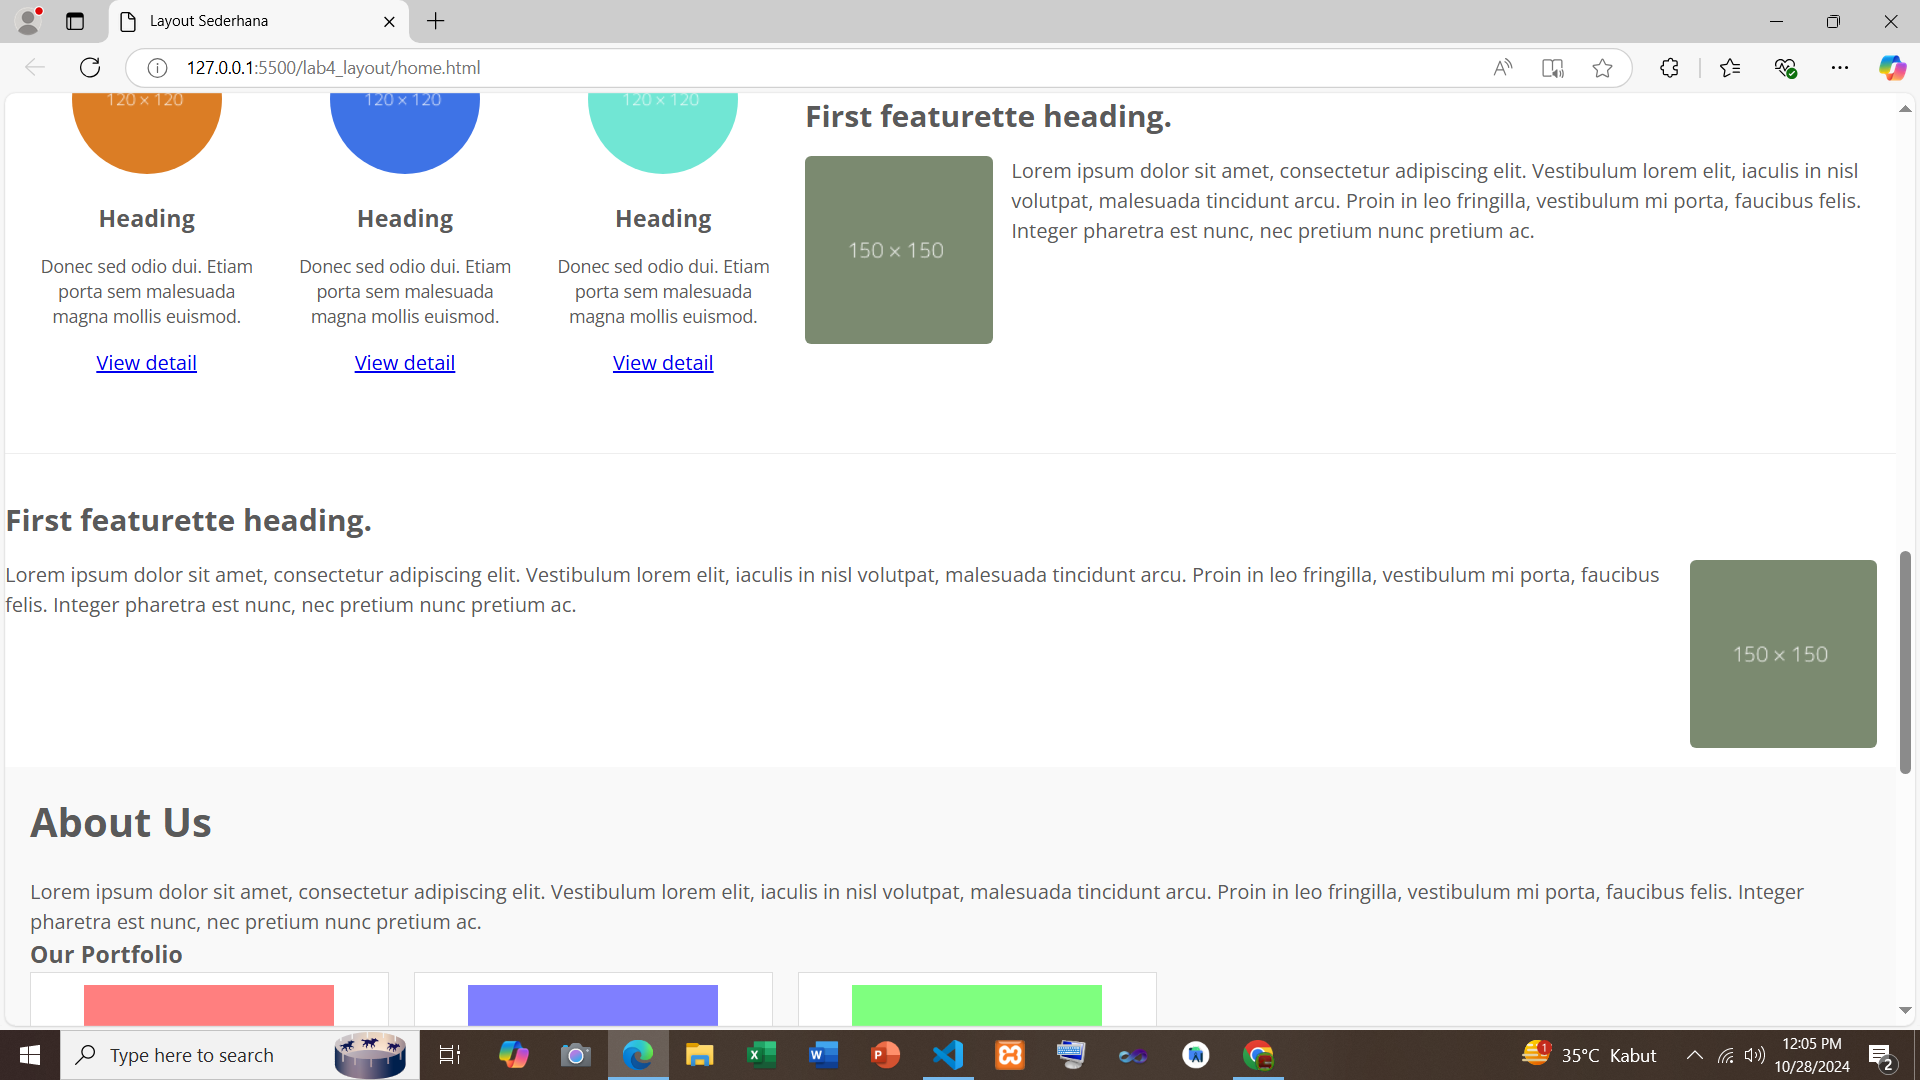 Layout Sederhana
127.0.0.1:5500/lab4_layout/home.html
120 × 120
120 × 120
120 × 120
Heading
Heading
Heading
Donec sed odio dui. Etiam
porta sem malesuada
magna mollis euismod.
Donec sed odio dui. Etiam
porta sem malesuada
magna mollis euismod.
Donec sed odio dui. Etiam
porta sem malesuada
magna mollis euismod.
View detail
View detail
View detail
First featurette heading.
150 × 150
Lorem ipsum dolor sit amet, consectetur adipiscing elit. Vestibulum lorem elit, iaculis in nisl
volutpat, malesuada tincidunt arcu. Proin in leo fringilla, vestibulum mi porta, faucibus felis.
Integer pharetra est nunc, nec pretium nunc pretium ac.
First featurette heading.
Lorem ipsum dolor sit amet, consectetur adipiscing elit. Vestibulum lorem elit, iaculis in nisl volutpat, malesuada tincidunt arcu. Proin in leo fringilla, vestibulum mi porta, faucibus
felis. Integer pharetra est nunc, nec pretium nunc pretium ac.
150 × 150
About Us
Lorem ipsum dolor sit amet, consectetur adipiscing elit. Vestibulum lorem elit, iaculis in nisl volutpat, malesuada tincidunt arcu. Proin in leo fringilla, vestibulum mi porta, faucibus felis. Integer
pharetra est nunc, nec pretium nunc pretium ac.
Our Portfolio
Type here to search
1
35°C Kabut
12:05 PM
10/28/2024
2